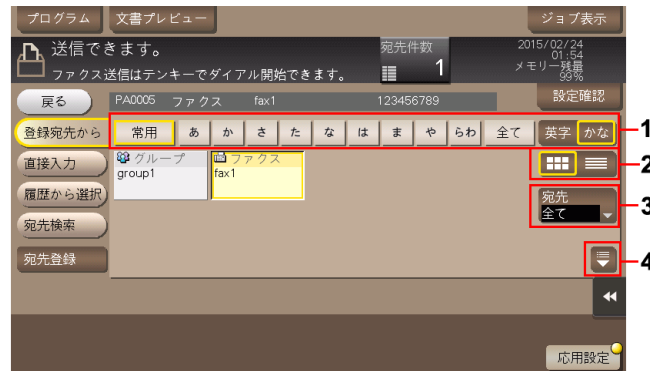 プログラム 文書プレビュー ジョブ表示
送信できます。 宛先件数 2015/02/24
01:54
ファクス送信はテンキーでダイアル開始できます。 1 メモリー残量
99%
戻る PA0005 ファクス fax1 123456789 設定確認
登録宛先から 常用 あ か さ た な は ま や らわ 全て 英字 かな 1
直接入力 グループ ファクス 2
group1 fax1
履歴から選択 宛先 3
全て
宛先検索
宛先登録 4
応用設定